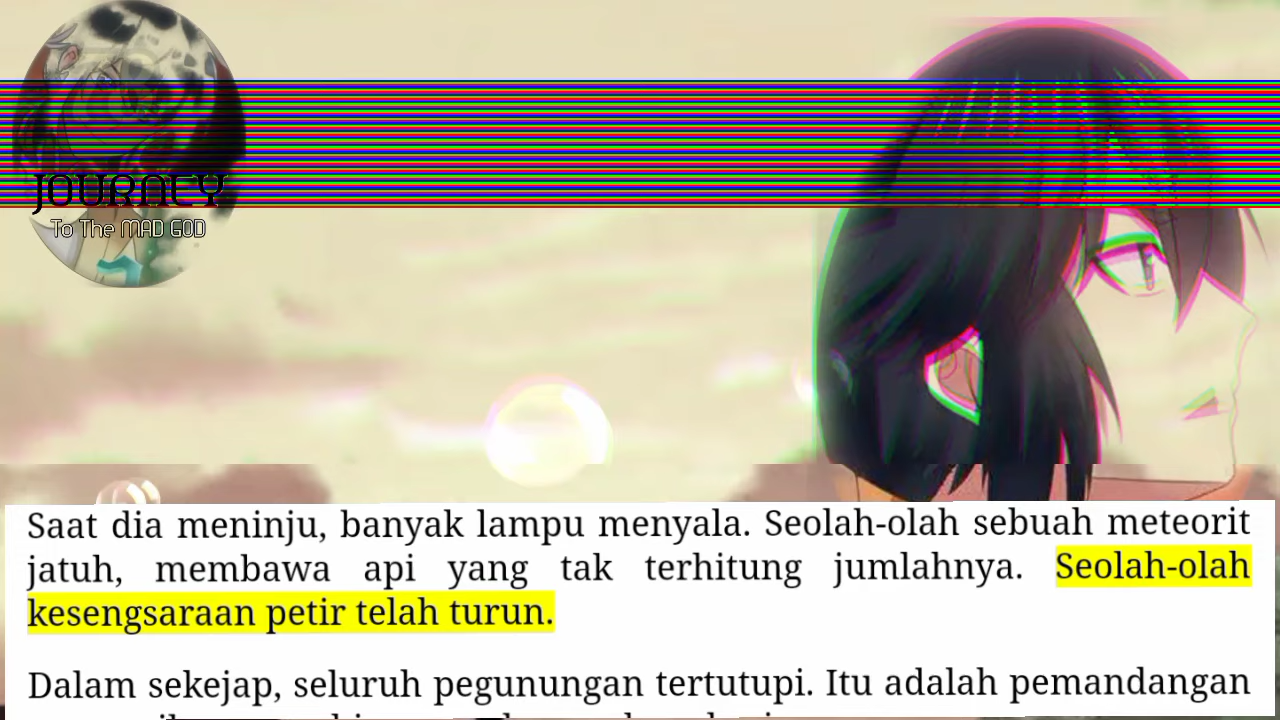 JOURNEY
To The MAD GOD
Saat dia meninju, banyak lampu menyala. Seolah-olah sebuah meteorit
jatuh, membawa api yang tak terhitung jumlahnya. Seolah-olah
kesengsaraan petir telah turun.
Dalam sekejap, seluruh pegunungan tertutupi. Itu adalah pemandangan